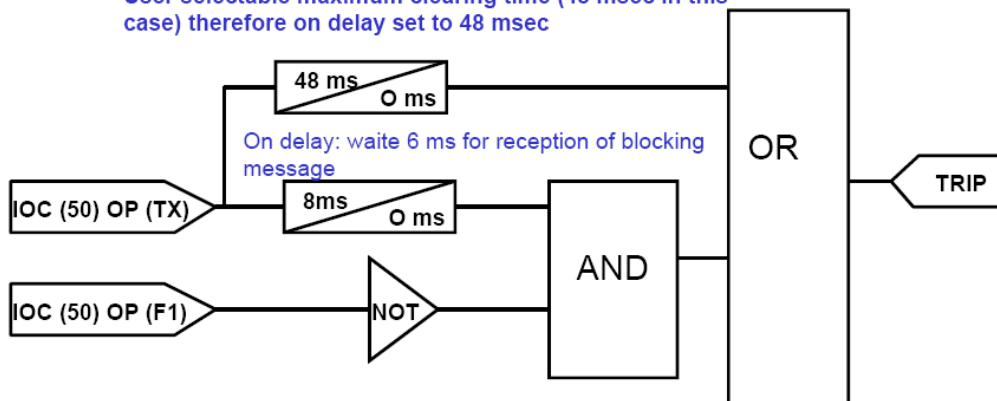 case) therefore on delay set to 48 msec
48 ms
O ms
OR
On delay: waite 6 ms for reception of blocking
message
TRIP
IOC (50) OP (TX)
8ms
O ms
AND
IOC (50) OP (F1)
NOT